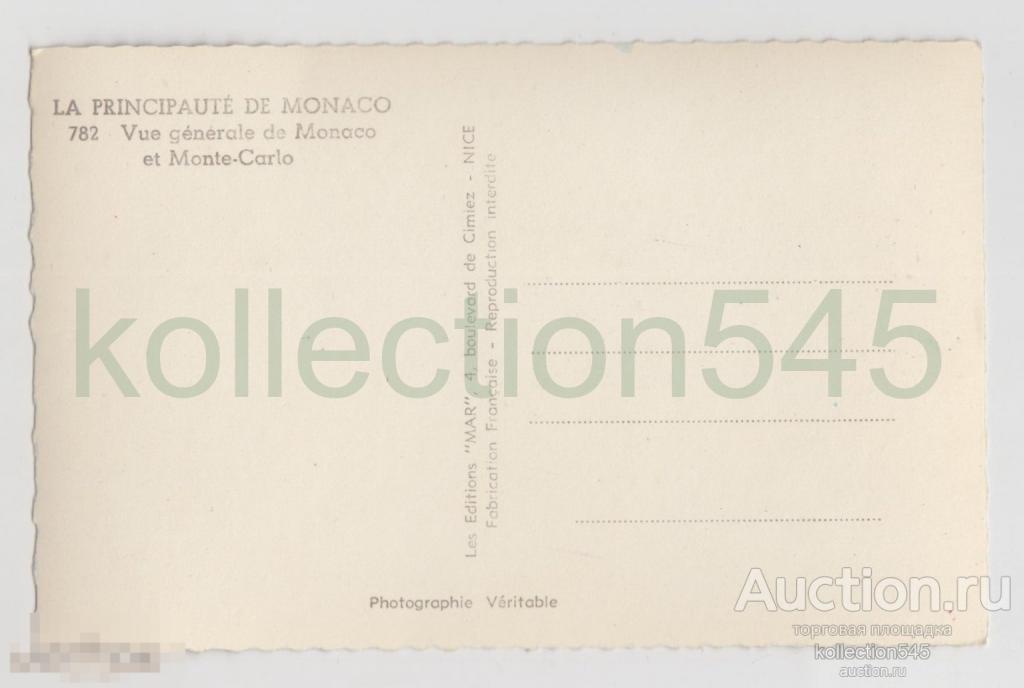 LA PRINCIPAUTÉ DE MONACO
782 Vue générale de Monaco
et Monte-Carlo
Les Editions "MAR", 4, boulevard de Cimiez - NICE
Fabrication Française - Reproduction interdite
kollection545
Photographie Véritable
Auction.ru
торговая площадка
kollection545
auction.ru